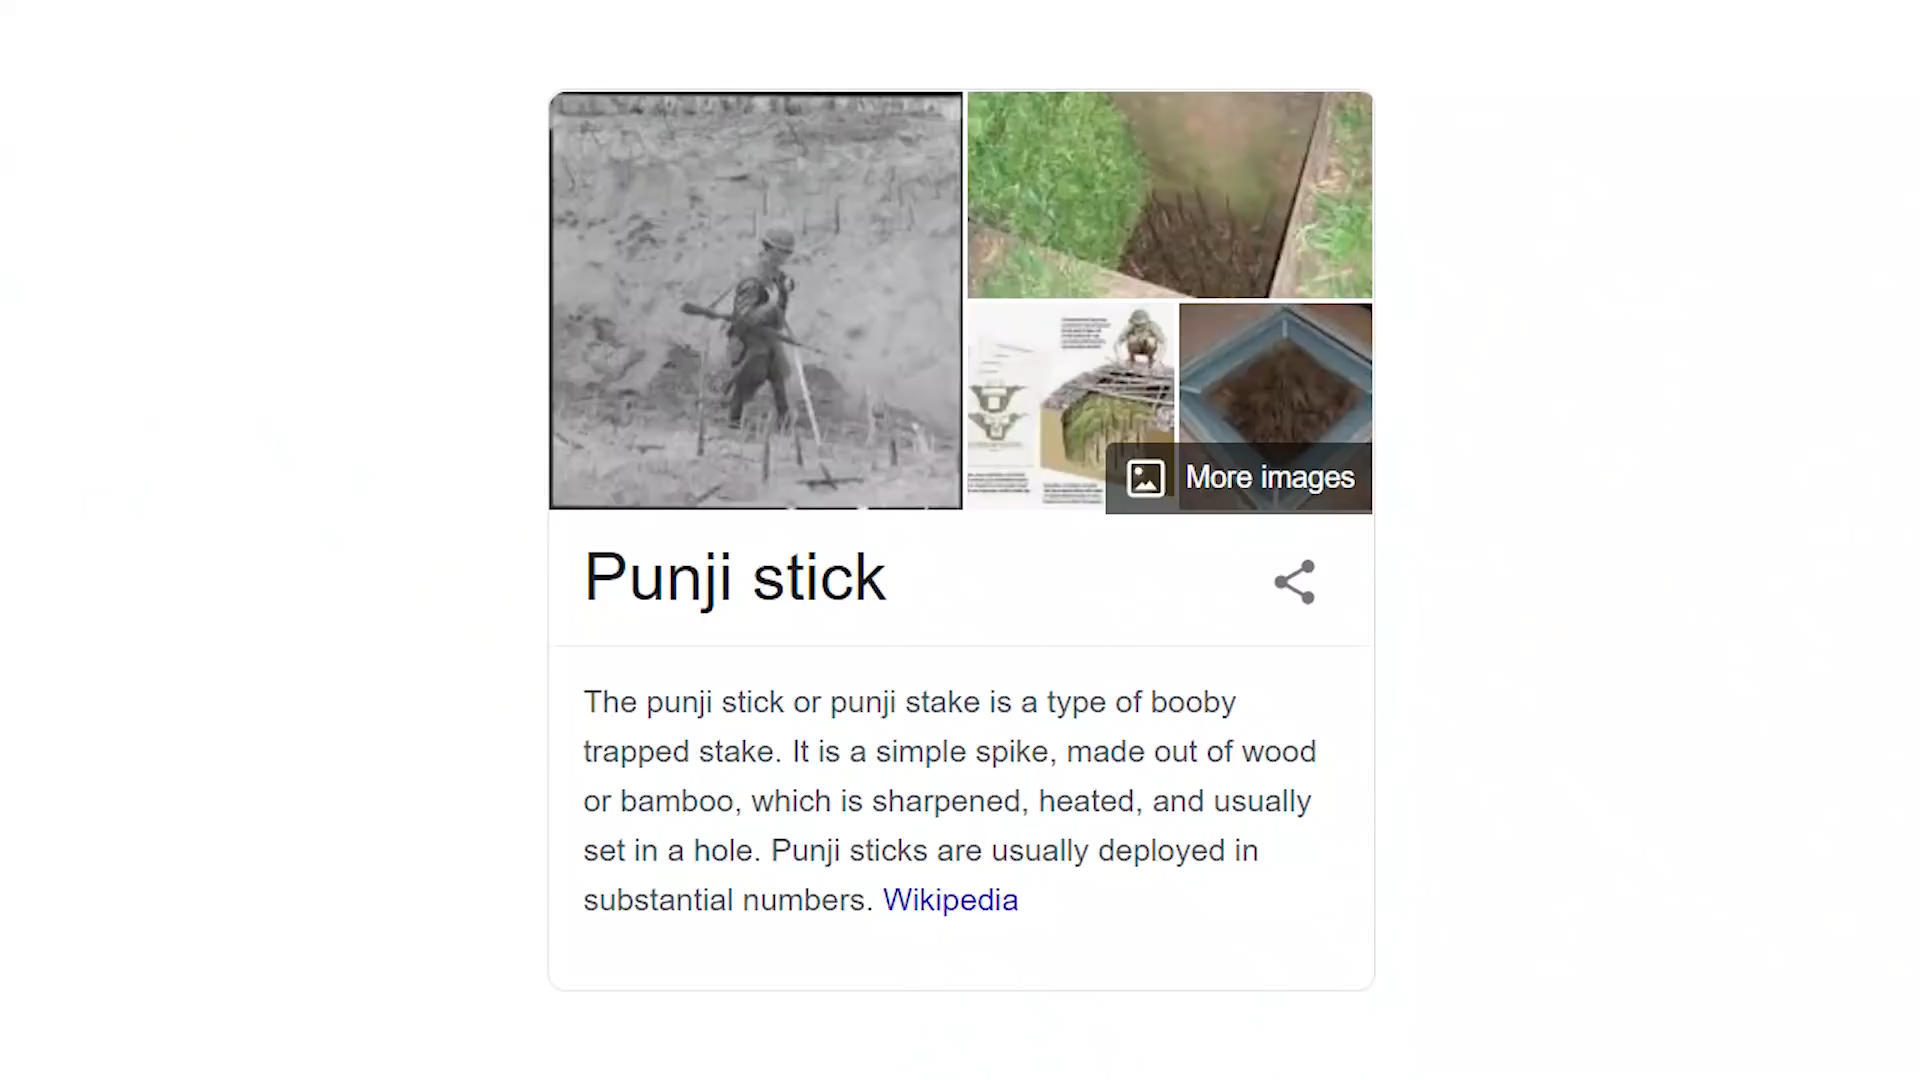 More images
Punji stick
The punji stick or punji stake is a type of booby
trapped stake. It is a simple spike, made out of wood
or bamboo, which is sharpened, heated, and usually
set in a hole. Punji sticks are usually deployed in
substantial numbers. Wikipedia